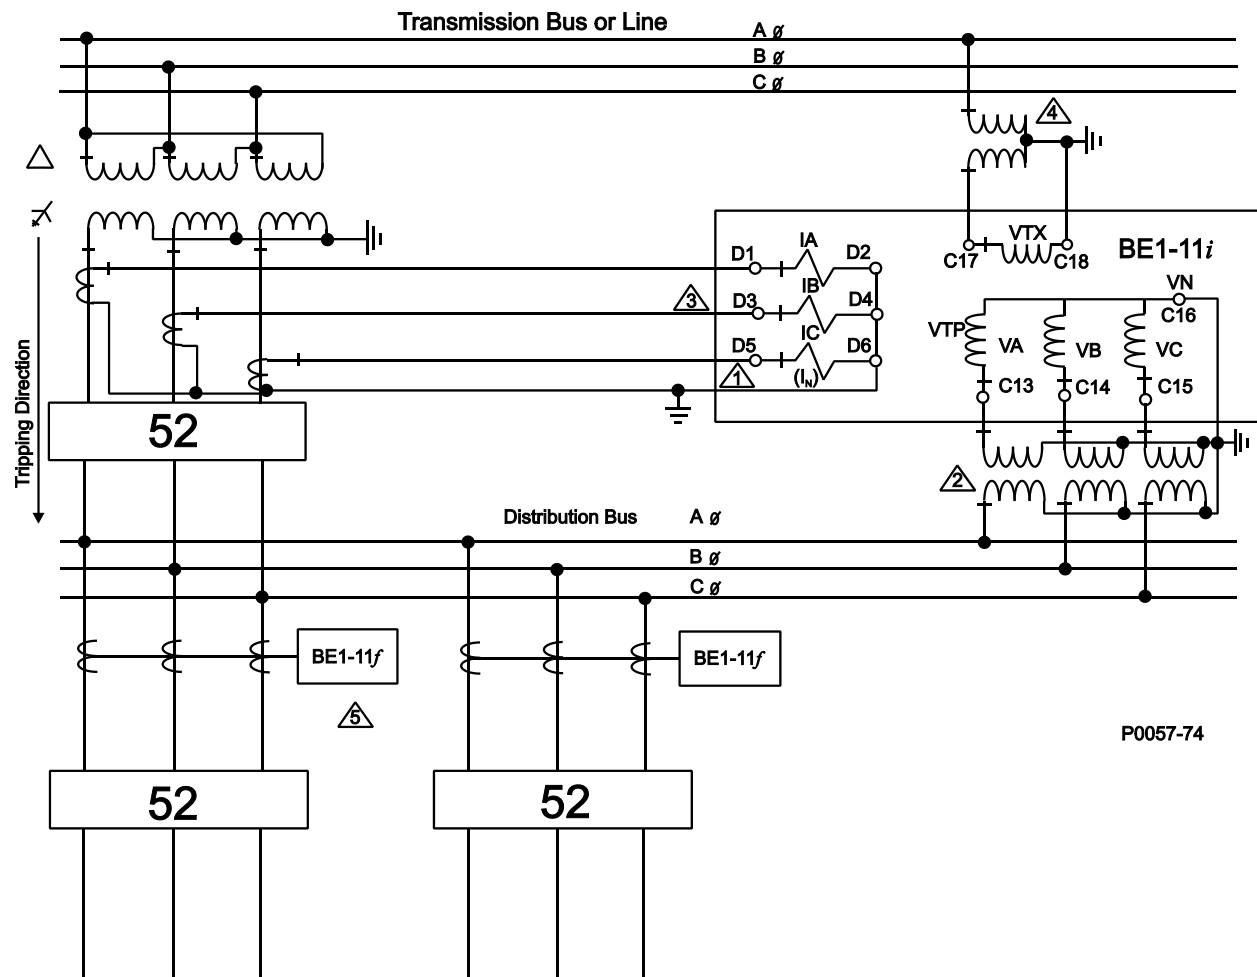 Transmission Bus or Line
A ø
B ø
C ø
4
VTX
C17
C18
BE1-11i
IA
D1
D2
IB
3
D3
D4
IC
D5
D6
1
(IN)
VN
C16
VTP
VA
VB
VC
C13
C14
C15
Tripping Direction
52
2
Distribution Bus
A ø
B ø
C ø
BE1-11f
BE1-11f
5
P0057-74
52
52